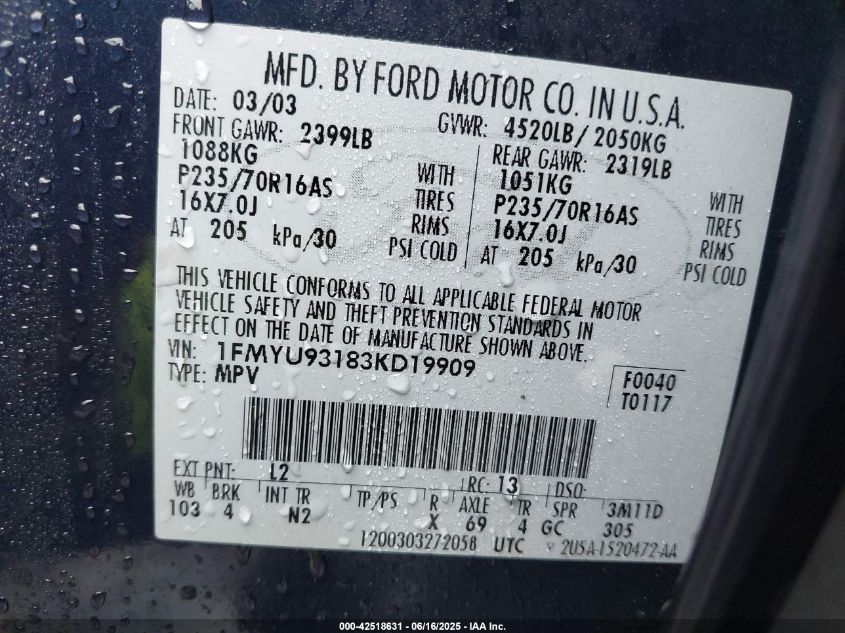 MFD. BY FORD MOTOR CO. IN U.S.A.
DATE: 03/03 GVWR: 4520LB/ 2050KG
FRONT GAWR: 2399LB REAR GAWR: 2319LB
1088KG WITH 1051KG WITH
P235/70R16AS TIRES P235/70R16AS TIRES
16X7.0J RIMS 16X7.0J RIMS
AT 205 kPa/30 PSI COLD AT 205 kPa/30 PSI COLD
THIS VEHICLE CONFORMS TO ALL APPLICABLE FEDERAL MOTOR
VEHICLE SAFETY AND THEFT PREVENTION STANDARDS IN
EFFECT ON THE DATE OF MANUFACTURE SHOWN ABOVE.
VIN: 1FMYU93183KD19909
TYPE: MPV
F0040
T0117
EXT PNT: L2 RC: 13 DSO:
WB BRK INT TR TP/PS R AXLE TR SPR 3M11D
103 4 N2 X 69 4 GC 305
1200303272058 UTC ▿ 2U5A-1520472-AA
000-42518631 - 06/16/2025 - IAA Inc.